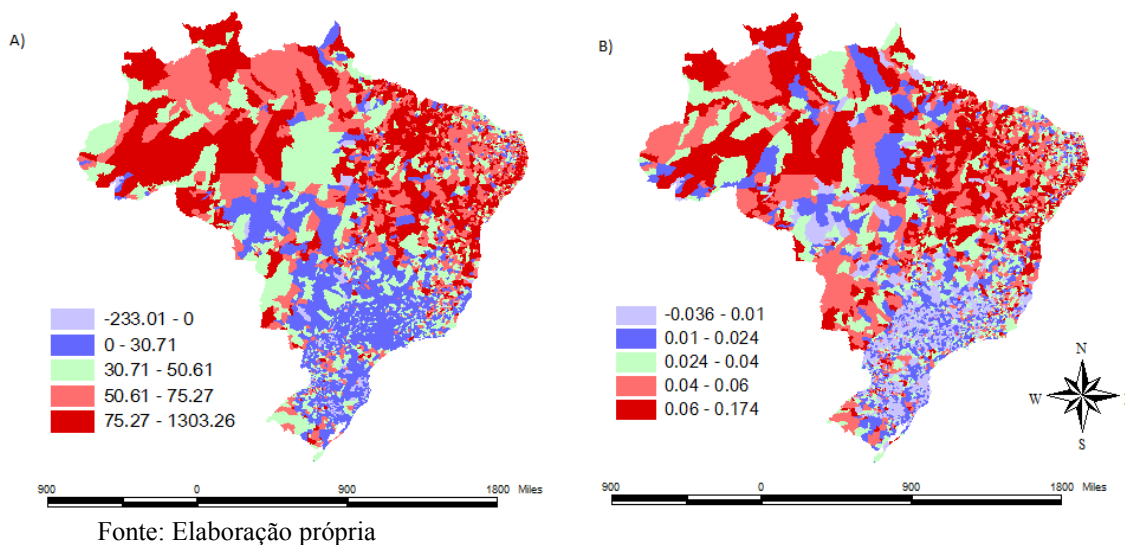 A)
-233.01 - 0
0 - 30.71
30.71 - 50.61
50.61 - 75.27
75.27 - 1303.26
900 0 900 1800 Miles
B)
-0.036 - 0.01
0.01 - 0.024
0.024 - 0.04
0.04 - 0.06
0.06 - 0.174
N
W
S
900 0 900 1800 Miles
Fonte: Elaboração própria